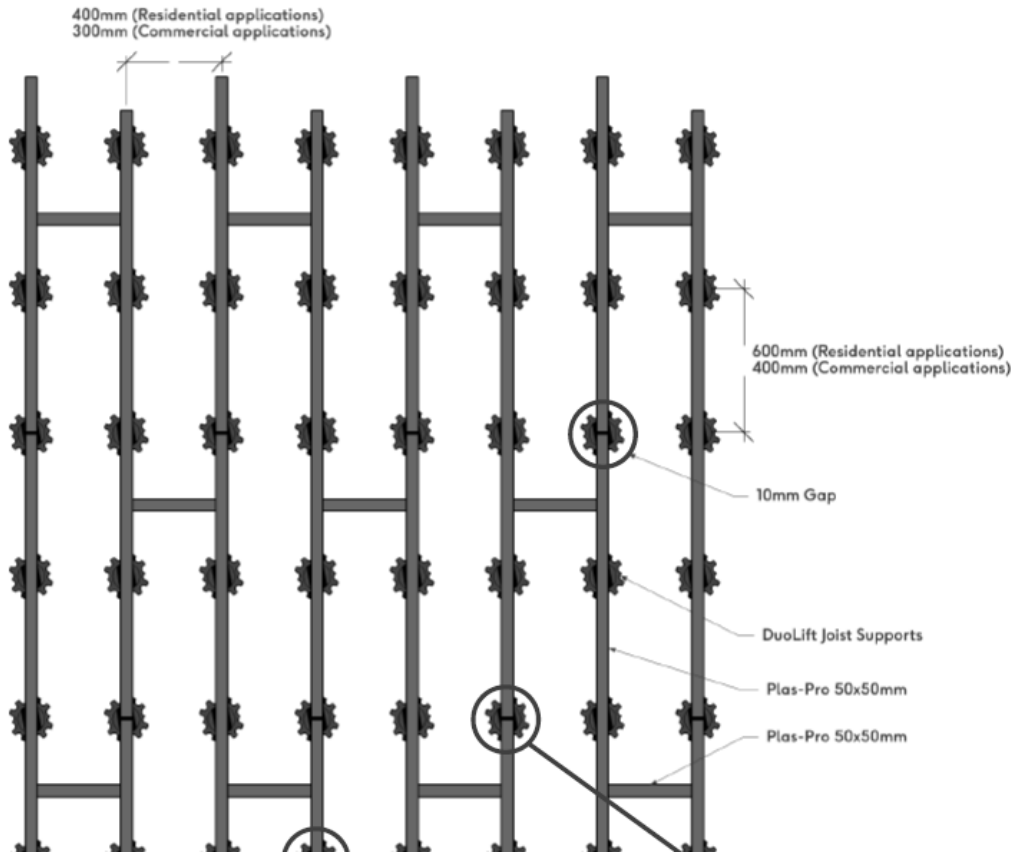 400mm (Residential applications)
300mm (Commercial applications)
600mm (Residential applications)
400mm (Commercial applications)
10mm Gap
DuoLift Joist Supports
Plas-Pro 50x50mm
Plas-Pro 50x50mm